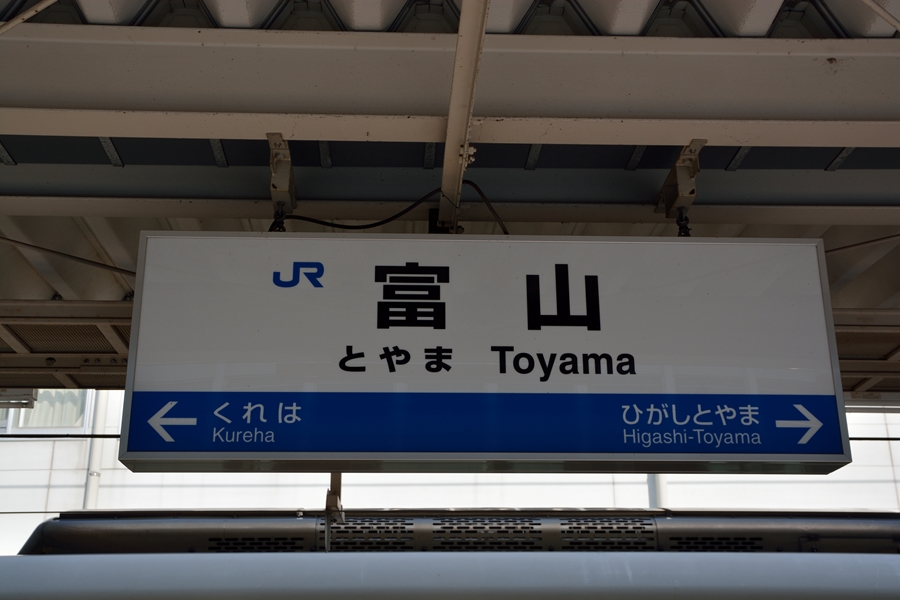 JR 富山
とやま Toyama
← くれは ひがしとやま →
Kureha Higashi-Toyama